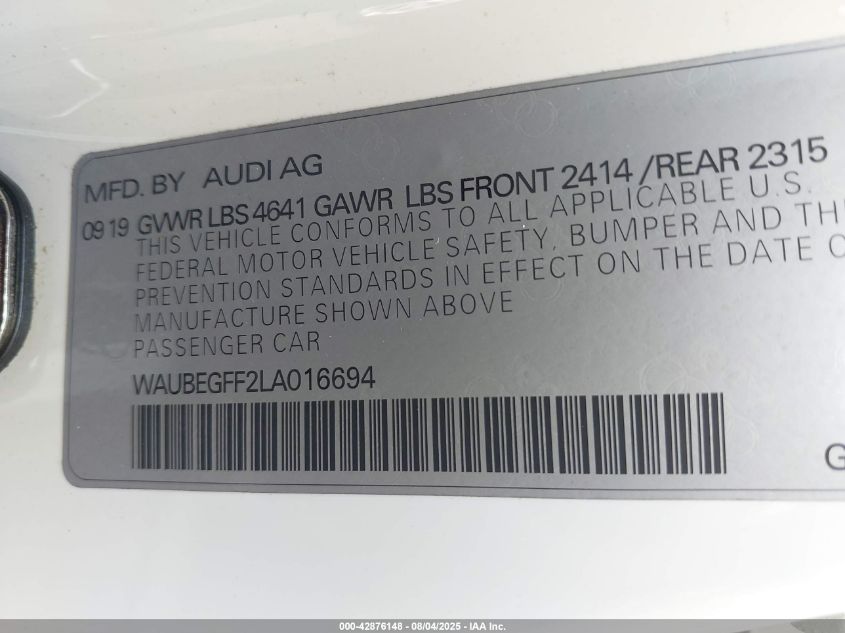 MFD. BY AUDI AG
09 19 GVWR LBS 4641 GAWR LBS FRONT 2414 /REAR 2315
THIS VEHICLE CONFORMS TO ALL APPLICABLE U.S.
FEDERAL MOTOR VEHICLE SAFETY, BUMPER AND
PREVENTION STANDARDS IN EFFECT ON THE DATE
MANUFACTURE SHOWN ABOVE
PASSENGER CAR
WAUBEGFF2LA016694
G
000-42876148 - 08/04/2025 - IAA Inc.